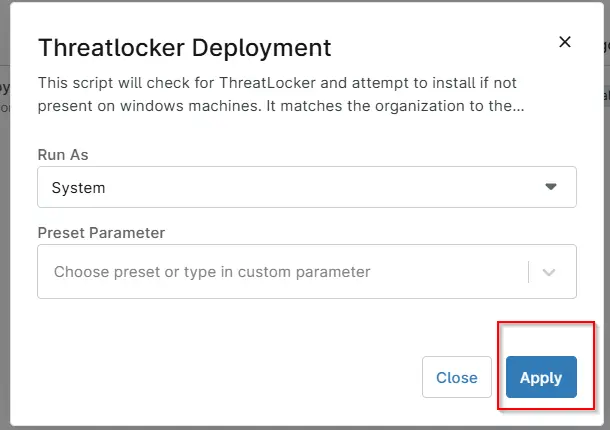 Threatlocker Deployment
This script will check for ThreatLocker and attempt to install if not
present on windows machines. It matches the organization to the...
Run As
System
Preset Parameter
Choose preset or type in custom parameter
Close
Apply